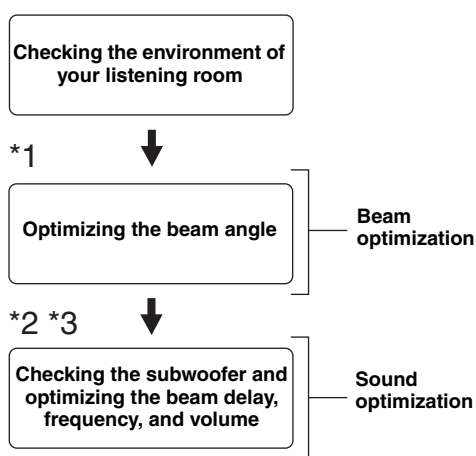 Checking the environment of
your listening room
*1
Optimizing the beam angle
Beam
optimization
*2 *3
Checking the subwoofer and
optimizing the beam delay,
frequency, and volume
Sound
optimization